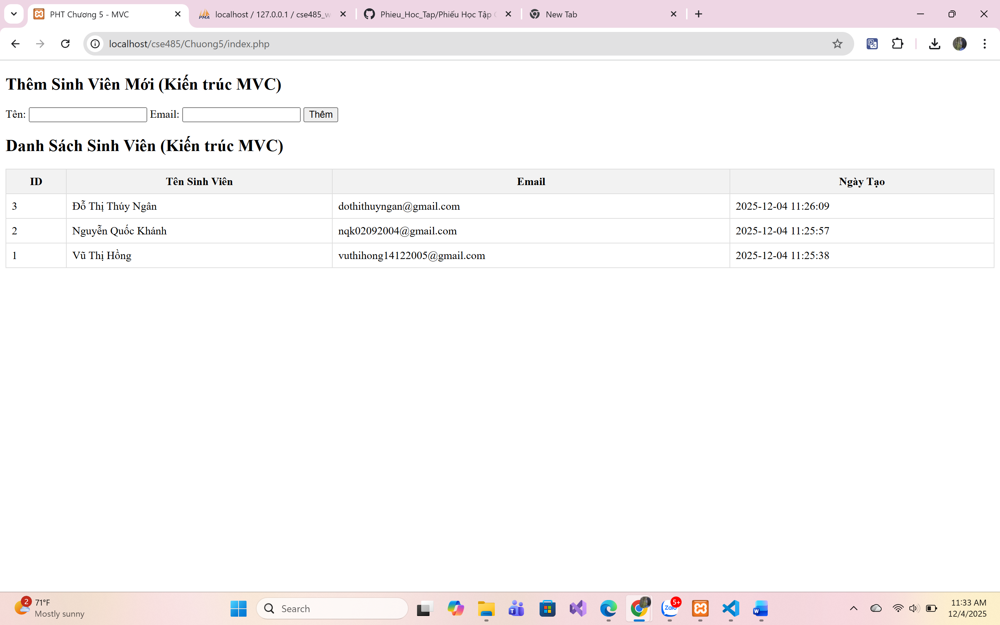 PHT Chương 5 - MVC
localhost / 127.0.0.1 / cse485_w
Phieu_Hoc_Tap/Phiếu Học Tập
New Tab
localhost/cse485/Chuong5/index.php
Thêm Sinh Viên Mới (Kiến trúc MVC)
Tên: Email: Thêm
Danh Sách Sinh Viên (Kiến trúc MVC)
ID Tên Sinh Viên Email Ngày Tạo
3 Đỗ Thị Thúy Ngân dothithuyngan@gmail.com 2025-12-04 11:26:09
2 Nguyễn Quốc Khánh nqk02092004@gmail.com 2025-12-04 11:25:57
1 Vũ Thị Hồng vuthihong14122005@gmail.com 2025-12-04 11:25:38
2
71°F
Mostly sunny
Search
5+
Zalo
11:33 AM
12/4/2025